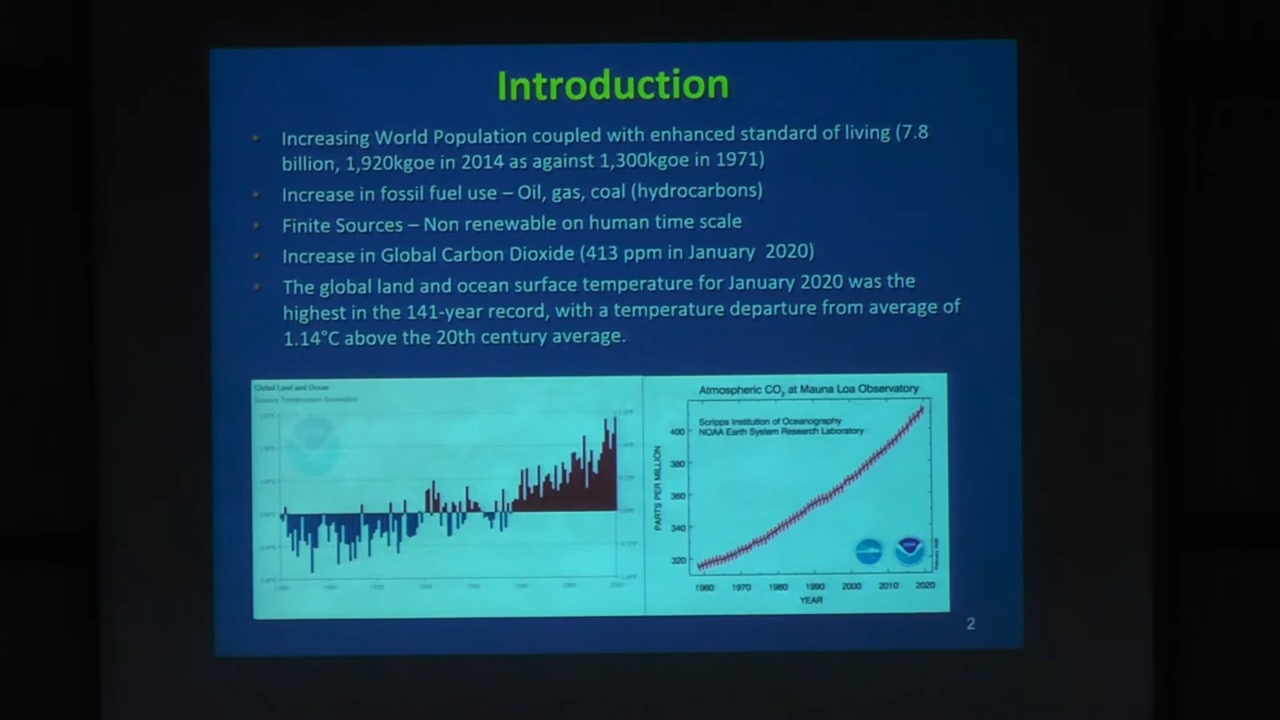 Introduction
Increasing World Population coupled with enhanced standard of living (7.8
billion, 1,920kgoe in 2014 as against 1,300kgoe in 1971)
Increase in fossil fuel use – Oil, gas, coal (hydrocarbons)
Finite Sources – Non renewable on human time scale
Increase in Global Carbon Dioxide (413 ppm in January 2020)
The global land and ocean surface temperature for January 2020 was the
highest in the 141-year record, with a temperature departure from average of
1.14°C above the 20th century average.
Global Land and Ocean
January Temperature Anomalies
Atmospheric CO₂ at Mauna Loa Observatory
Scripps Institution of Oceanography
NOAA Earth System Research Laboratory
PARTS PER MILLION
400
380
360
340
320
1960 1970 1980 1990 2000 2010 2020
YEAR
2